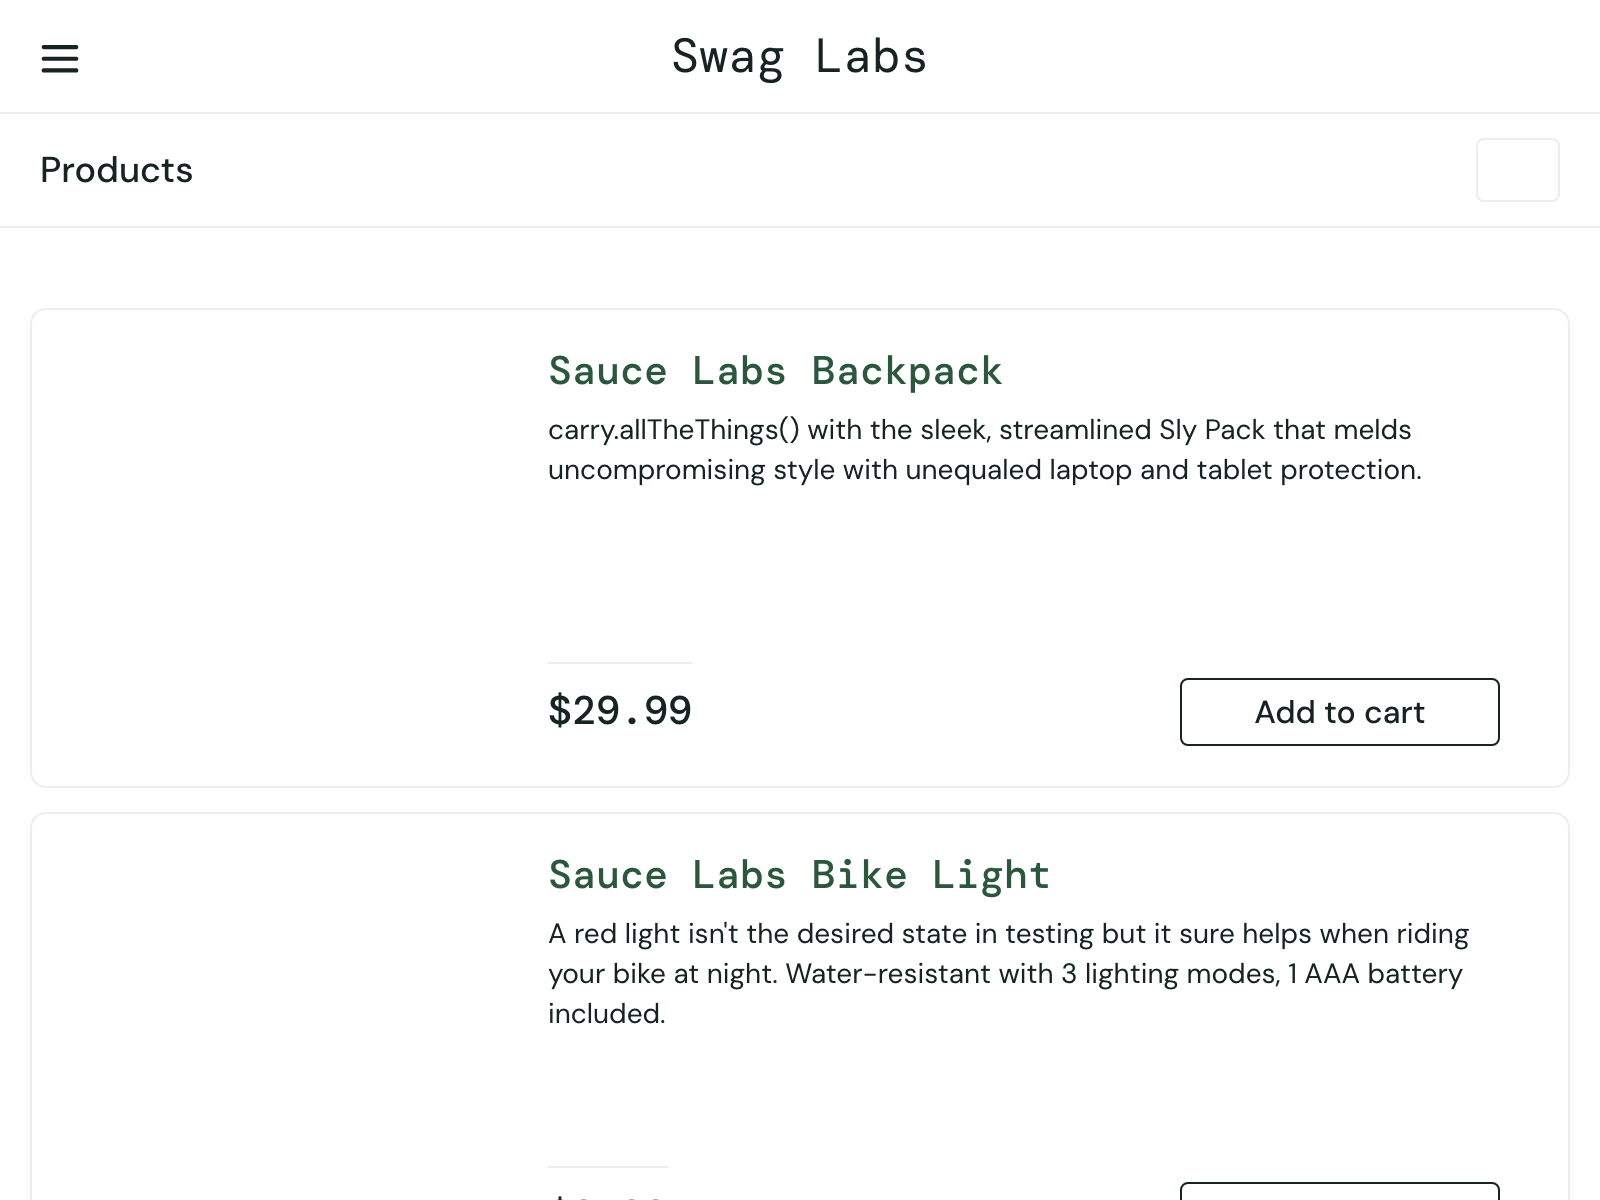 Swag Labs
Products
Sauce Labs Backpack
carry.allTheThings() with the sleek, streamlined Sly Pack that melds
uncompromising style with unequaled laptop and tablet protection.
$29.99
Add to cart
Sauce Labs Bike Light
A red light isn't the desired state in testing but it sure helps when riding
your bike at night. Water-resistant with 3 lighting modes, 1 AAA battery
included.